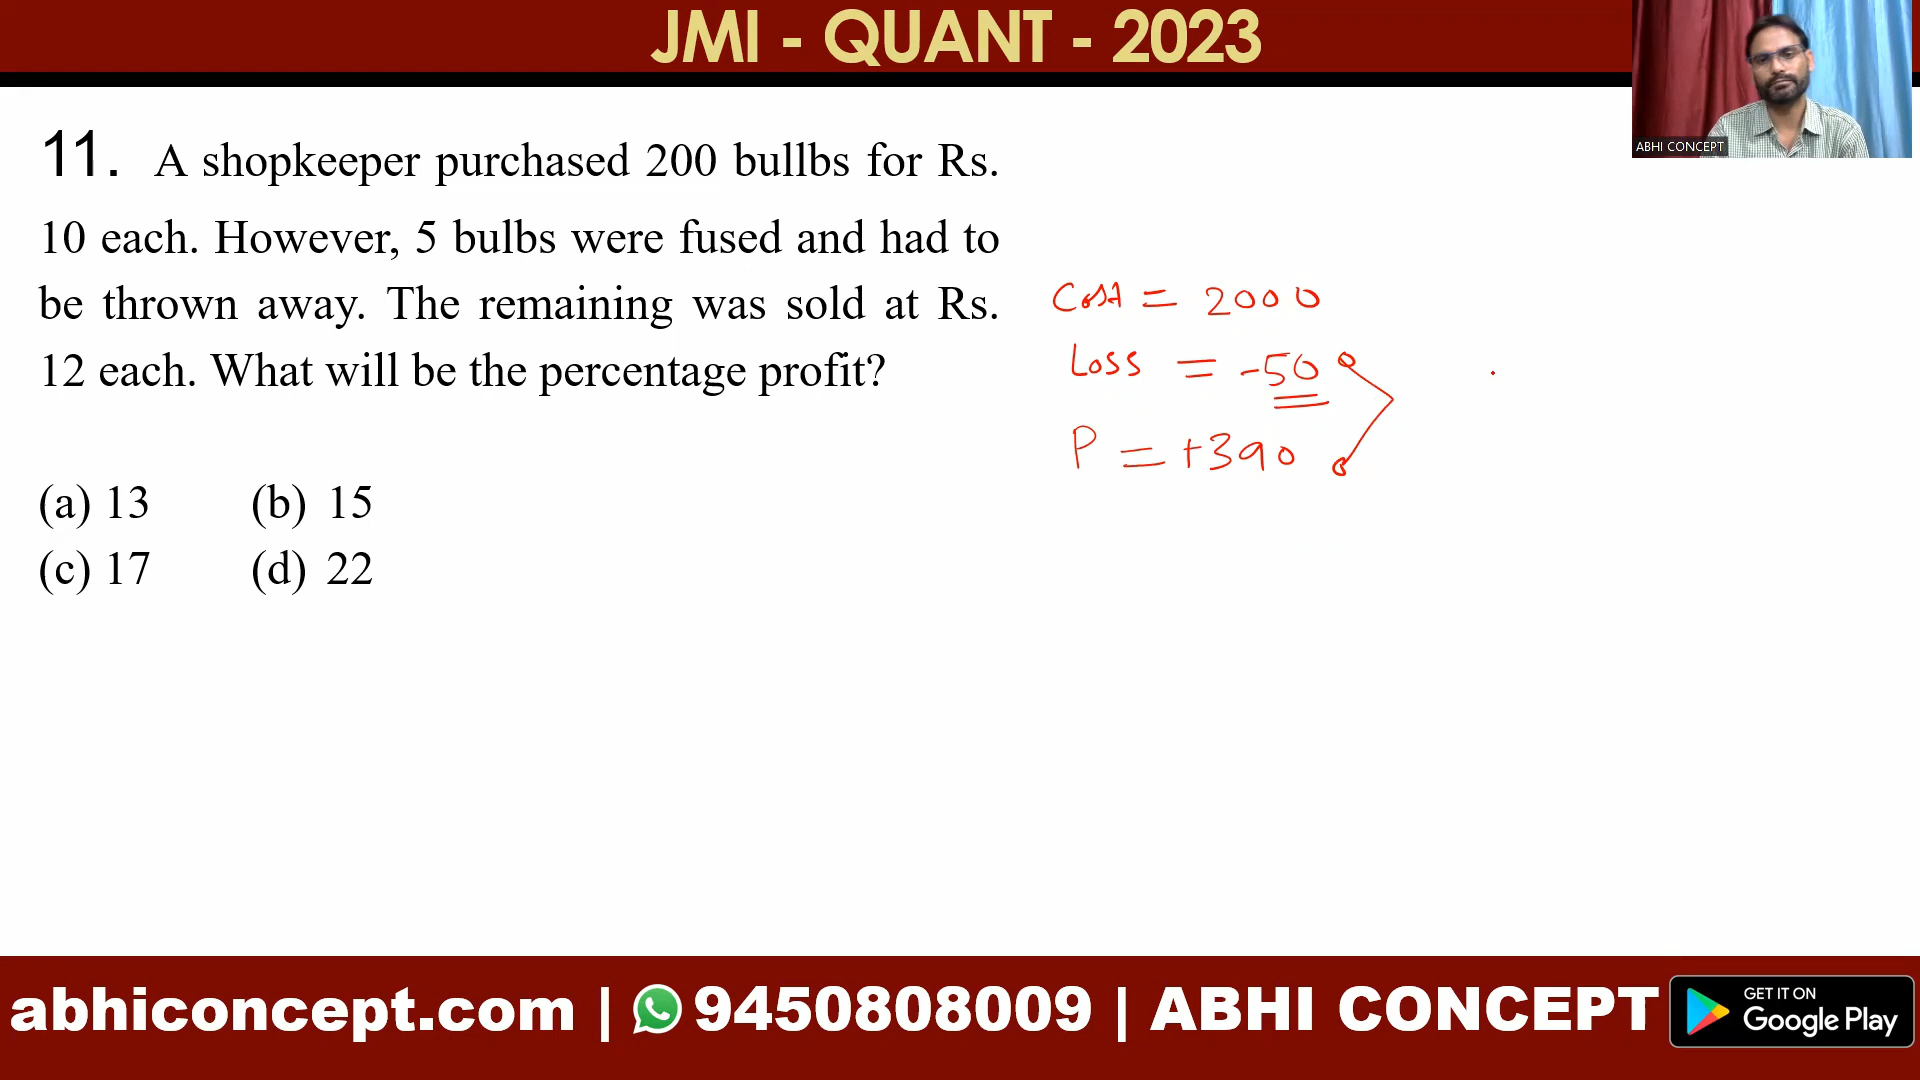 JMI - QUANT - 2023
ABHI CONCEPT
11. A shopkeeper purchased 200 bullbs for Rs.
10 each. However, 5 bulbs were fused and had to
be thrown away. The remaining was sold at Rs.
12 each. What will be the percentage profit?
(a) 13 (b) 15
(c) 17 (d) 22
Cost = 2000
Loss = -50
P = +390
abhiconcept.com | 9450808009 | ABHI CONCEPT
GET IT ON
Google Play